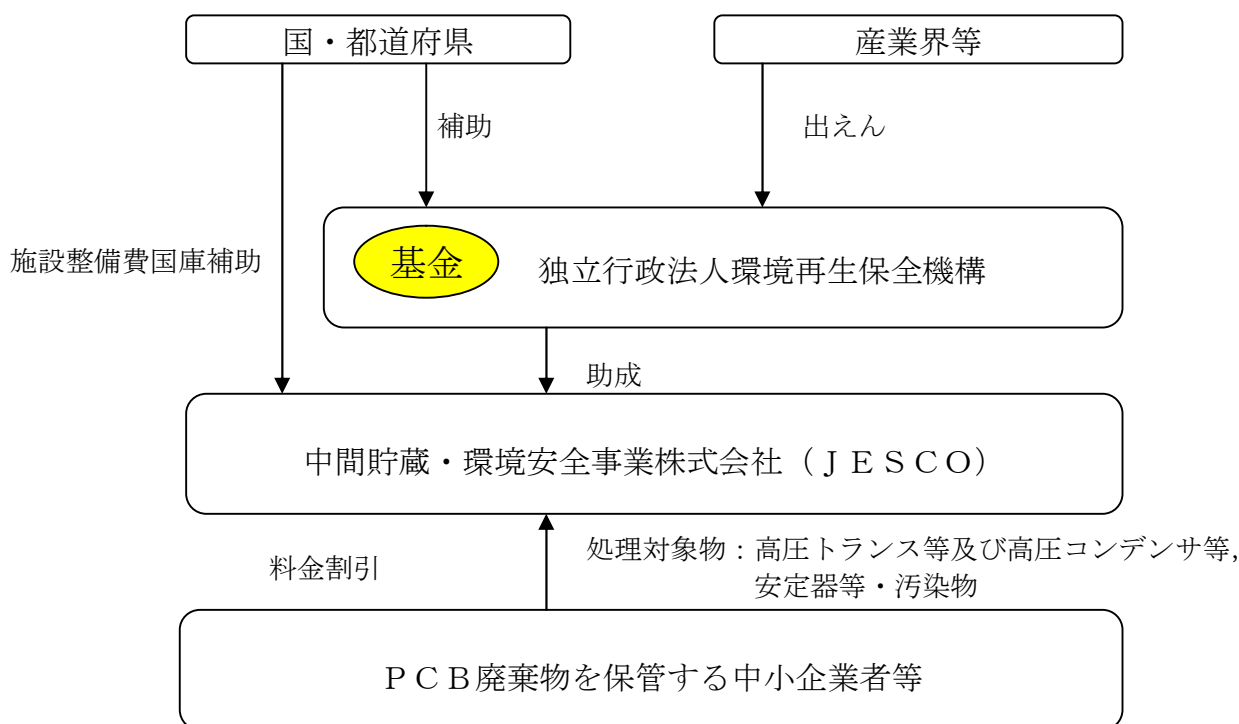 国・都道府県
産業界等
補助
出えん
施設整備費国庫補助
基金
独立行政法人環境再生保全機構
助成
中間貯蔵・環境安全事業株式会社（ＪＥＳＣＯ）
料金割引
処理対象物：高圧トランス等及び高圧コンデンサ等,
安定器等・汚染物
ＰＣＢ廃棄物を保管する中小企業者等